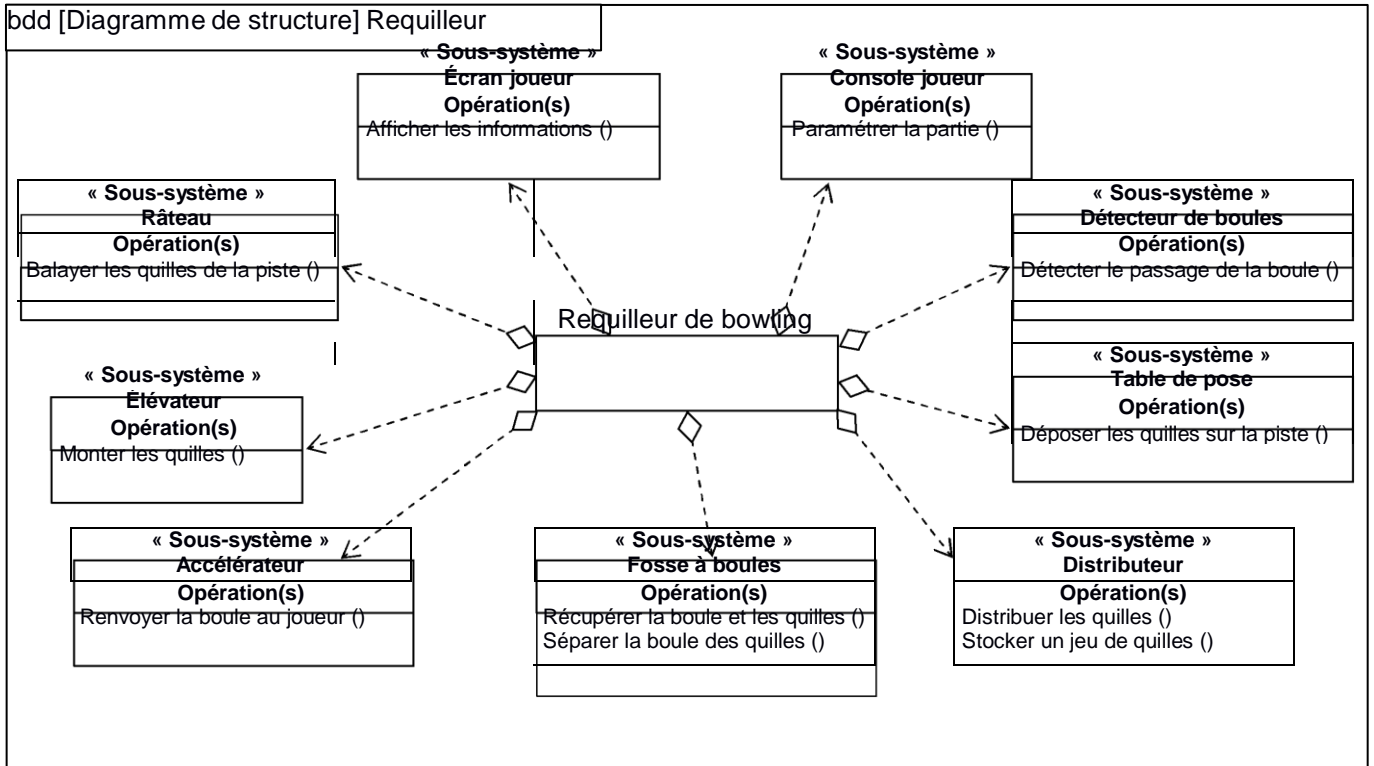 bdd [Diagramme de structure] Requilleur
« Sous-système »
Écran joueur
Opération(s)
Afficher les informations ()
« Sous-système »
Console joueur
Opération(s)
Paramétrer la partie ()
« Sous-système »
Râteau
Opération(s)
Balayer les quilles de la piste ()
« Sous-système »
Détecteur de boules
Opération(s)
Détecter le passage de la boule ()
Requilleur de bowling
« Sous-système »
Élévateur
Opération(s)
Monter les quilles ()
« Sous-système »
Table de pose
Opération(s)
Déposer les quilles sur la piste ()
« Sous-système »
Accélérateur
Opération(s)
Renvoyer la boule au joueur ()
« Sous-système »
Fosse à boules
Opération(s)
Récupérer la boule et les quilles ()
Séparer la boule des quilles ()
« Sous-système »
Distributeur
Opération(s)
Distribuer les quilles ()
Stocker un jeu de quilles ()